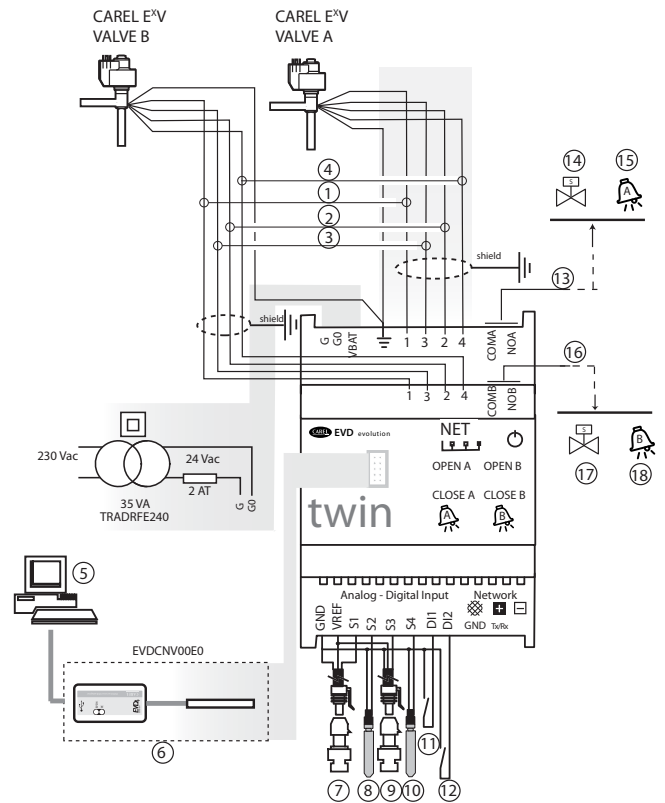 CAREL EˣV
VALVE B
CAREL EˣV
VALVE A
4
1
2
3
14
15
S
A
shield
13
shield
G
G0
VBAT
1
3
2
4
COMA
NOA
16
1
3
2
4
COMB
NOB
S
B
17
18
CAREL EVD evolution
NET
OPEN A OPEN B
CLOSE A CLOSE B
A
B
twin
230 Vac
24 Vac
2 AT
G
G0
35 VA
TRADRFE240
5
Analog - Digital Input
Network
GND
VREF
S1
S2
S3
S4
DI1
DI2
GND Tx/Rx
EVDCNV00E0
6
11
7
8
9
10
12